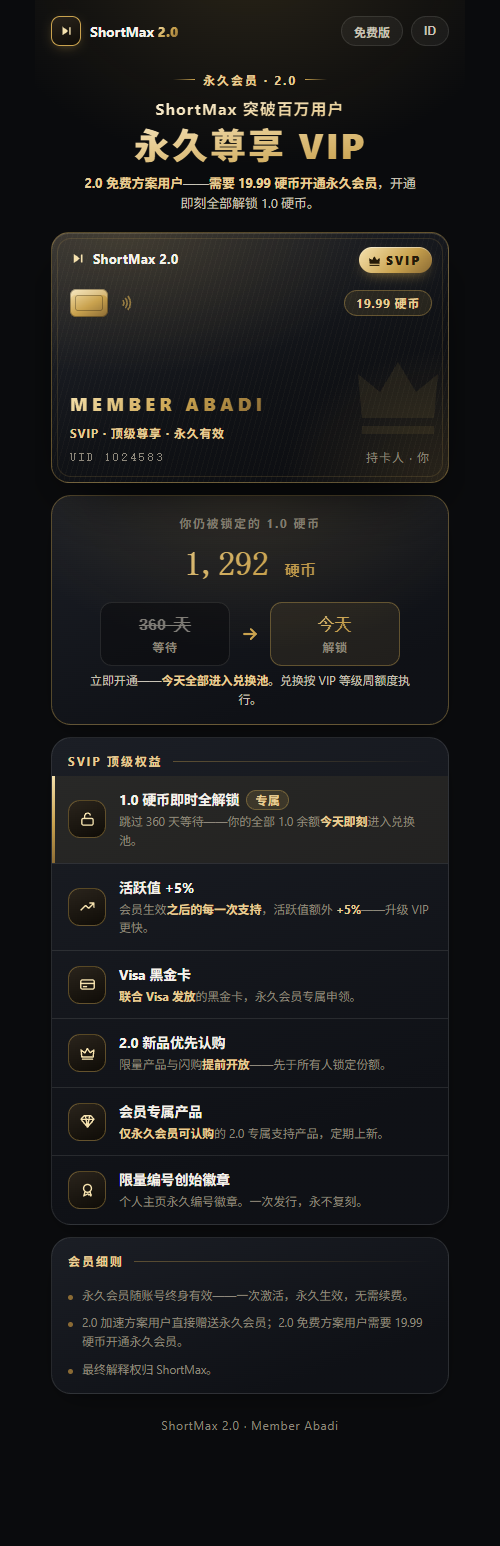 ShortMax 2.0
免费版
ID
永久会员 · 2.0
ShortMax 突破百万用户
永久尊享 VIP
2.0 免费方案用户——需要 19.99 硬币开通永久会员，开通
即刻全部解锁 1.0 硬币。
ShortMax 2.0
SVIP
19.99 硬币
MEMBER ABADI
SVIP · 顶级尊享 · 永久有效
UID 1024583
持卡人 · 你
你仍被锁定的 1.0 硬币
1,292 硬币
360 天
等待
今天
解锁
立即开通——今天全部进入兑换池。兑换按 VIP 等级周额度执
行。
SVIP 顶级权益
1.0 硬币即时全解锁
专属
跳过 360 天等待——你的全部 1.0 余额今天即刻进入兑换
池。
活跃值 +5%
会员生效之后的每一次支持，活跃值额外 +5%——升级 VIP
更快。
Visa 黑金卡
联合 Visa 发放的黑金卡，永久会员专属申领。
2.0 新品优先认购
限量产品与闪购提前开放——先于所有人锁定份额。
会员专属产品
仅永久会员可认购的 2.0 专属支持产品，定期上新。
限量编号创始徽章
个人主页永久编号徽章。一次发行，永不复刻。
会员细则
永久会员随账号终身有效——一次激活，永久生效，无需续费。
2.0 加速方案用户直接赠送永久会员；2.0 免费方案用户需要 19.99
硬币开通永久会员。
最终解释权归 ShortMax。
ShortMax 2.0 · Member Abadi